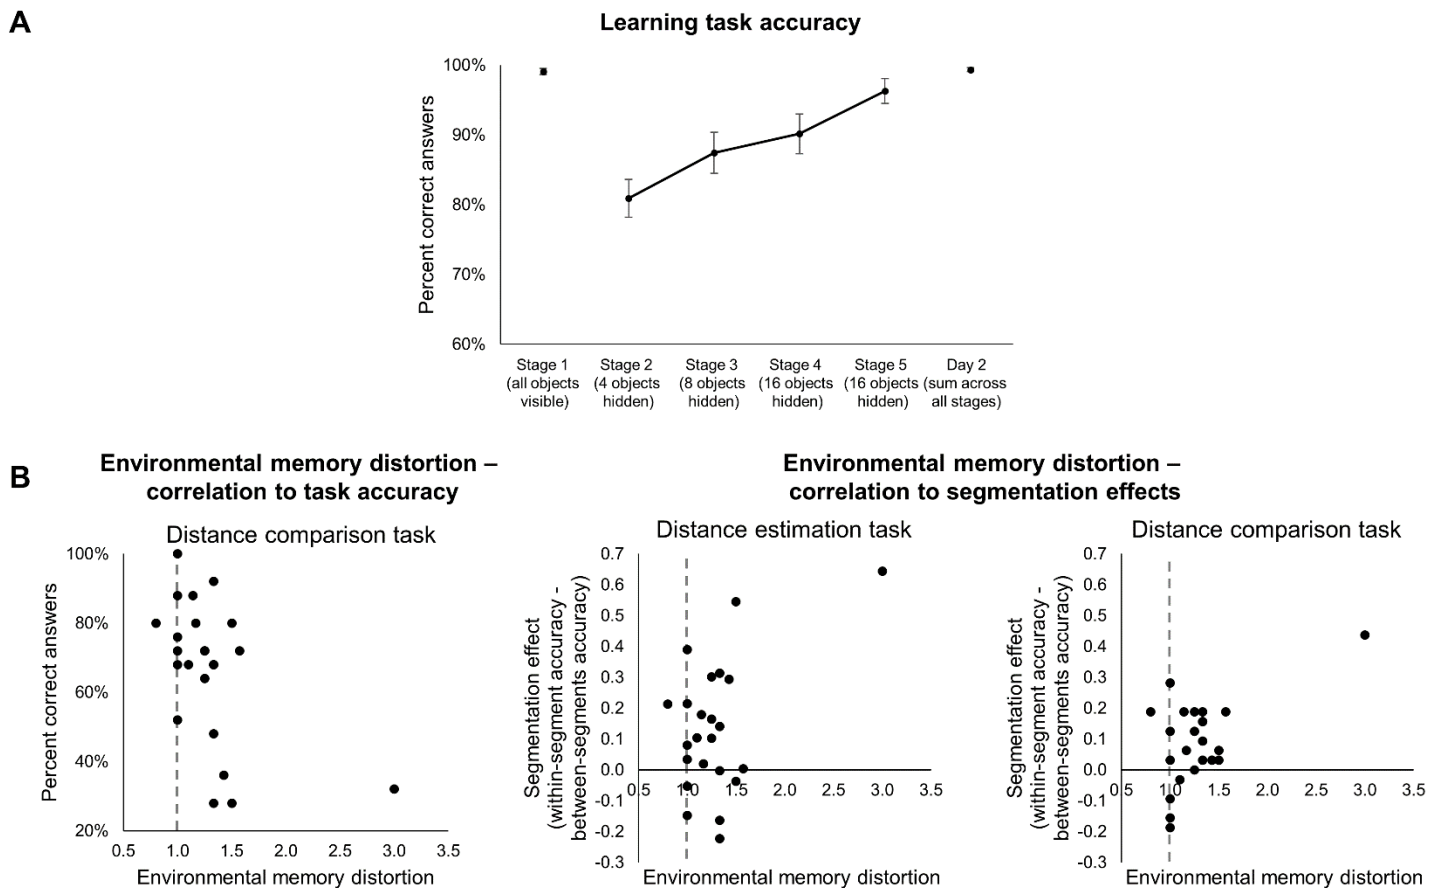 A
Learning task accuracy
Percent correct answers
100%
90%
80%
70%
60%
Stage 1
(all objects
visible)
Stage 2
(4 objects
hidden)
Stage 3
(8 objects
hidden)
Stage 4
(16 objects
hidden)
Stage 5
(16 objects
hidden)
Day 2
(sum across
all stages)
B
Environmental memory distortion –
correlation to task accuracy
Distance comparison task
Percent correct answers
100%
80%
60%
40%
20%
0.5 1.0 1.5 2.0 2.5 3.0 3.5
Environmental memory distortion
Environmental memory distortion –
correlation to segmentation effects
Distance estimation task
Segmentation effect
(within-segment accuracy -
between-segments accuracy)
0.7
0.6
0.5
0.4
0.3
0.2
0.1
0.0
-0.1
-0.2
-0.3
0.5 1.0 1.5 2.0 2.5 3.0 3.5
Environmental memory distortion
Distance comparison task
Segmentation effect
(within-segment accuracy -
between-segments accuracy)
0.7
0.6
0.5
0.4
0.3
0.2
0.1
0.0
-0.1
-0.2
-0.3
0.5 1.0 1.5 2.0 2.5 3.0 3.5
Environmental memory distortion